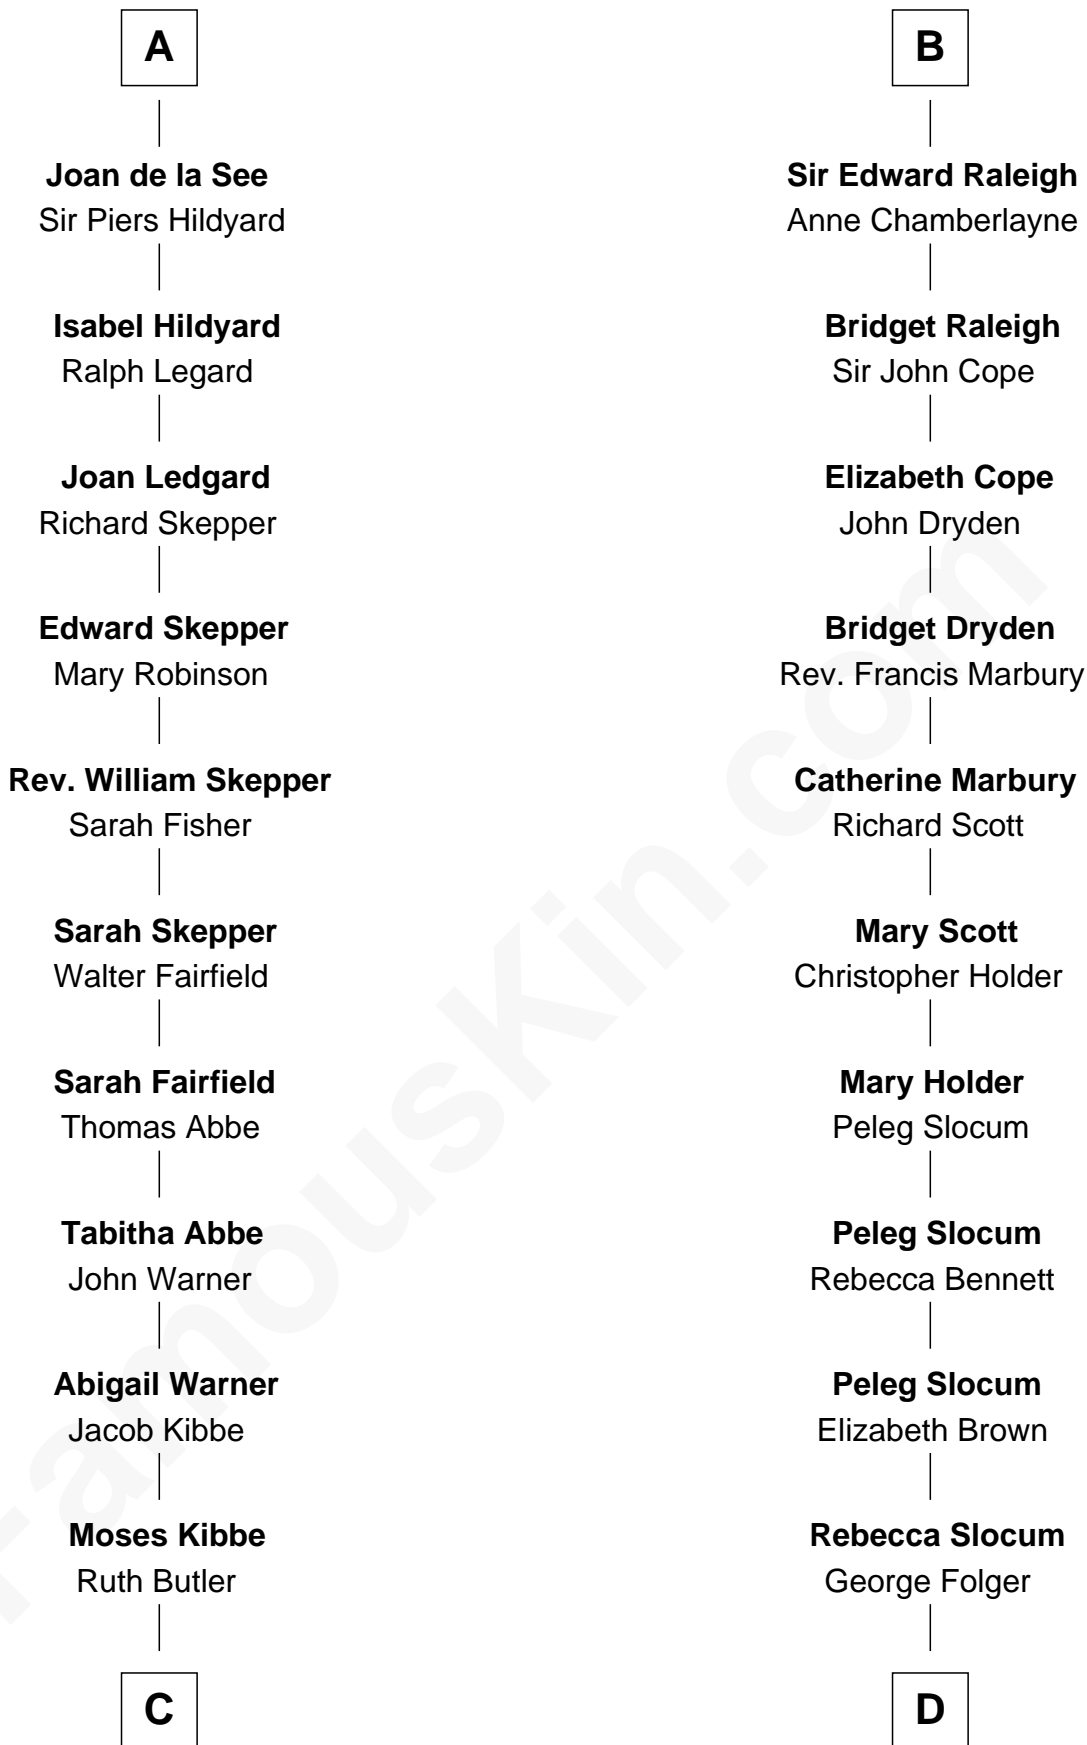 A
Joan de la See
Sir Piers Hildyard
Isabel Hildyard
Ralph Legard
Joan Ledgard
Richard Skepper
Edward Skepper
Mary Robinson
Rev. William Skepper
Sarah Fisher
Sarah Skepper
Walter Fairfield
Sarah Fairfield
Thomas Abbe
Tabitha Abbe
John Warner
Abigail Warner
Jacob Kibbe
Moses Kibbe
Ruth Butler
C
B
Sir Edward Raleigh
Anne Chamberlayne
Bridget Raleigh
Sir John Cope
Elizabeth Cope
John Dryden
Bridget Dryden
Rev. Francis Marbury
Catherine Marbury
Richard Scott
Mary Scott
Christopher Holder
Mary Holder
Peleg Slocum
Peleg Slocum
Rebecca Bennett
Peleg Slocum
Elizabeth Brown
Rebecca Slocum
George Folger
D
FamousKin.com